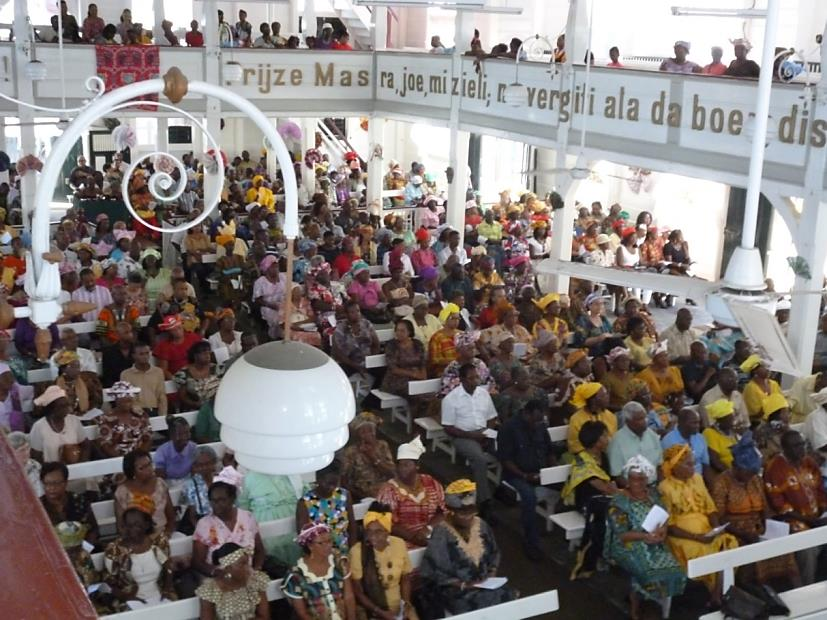 rijze Masra, joe, mi zieli; no vergiti ala da boen dis